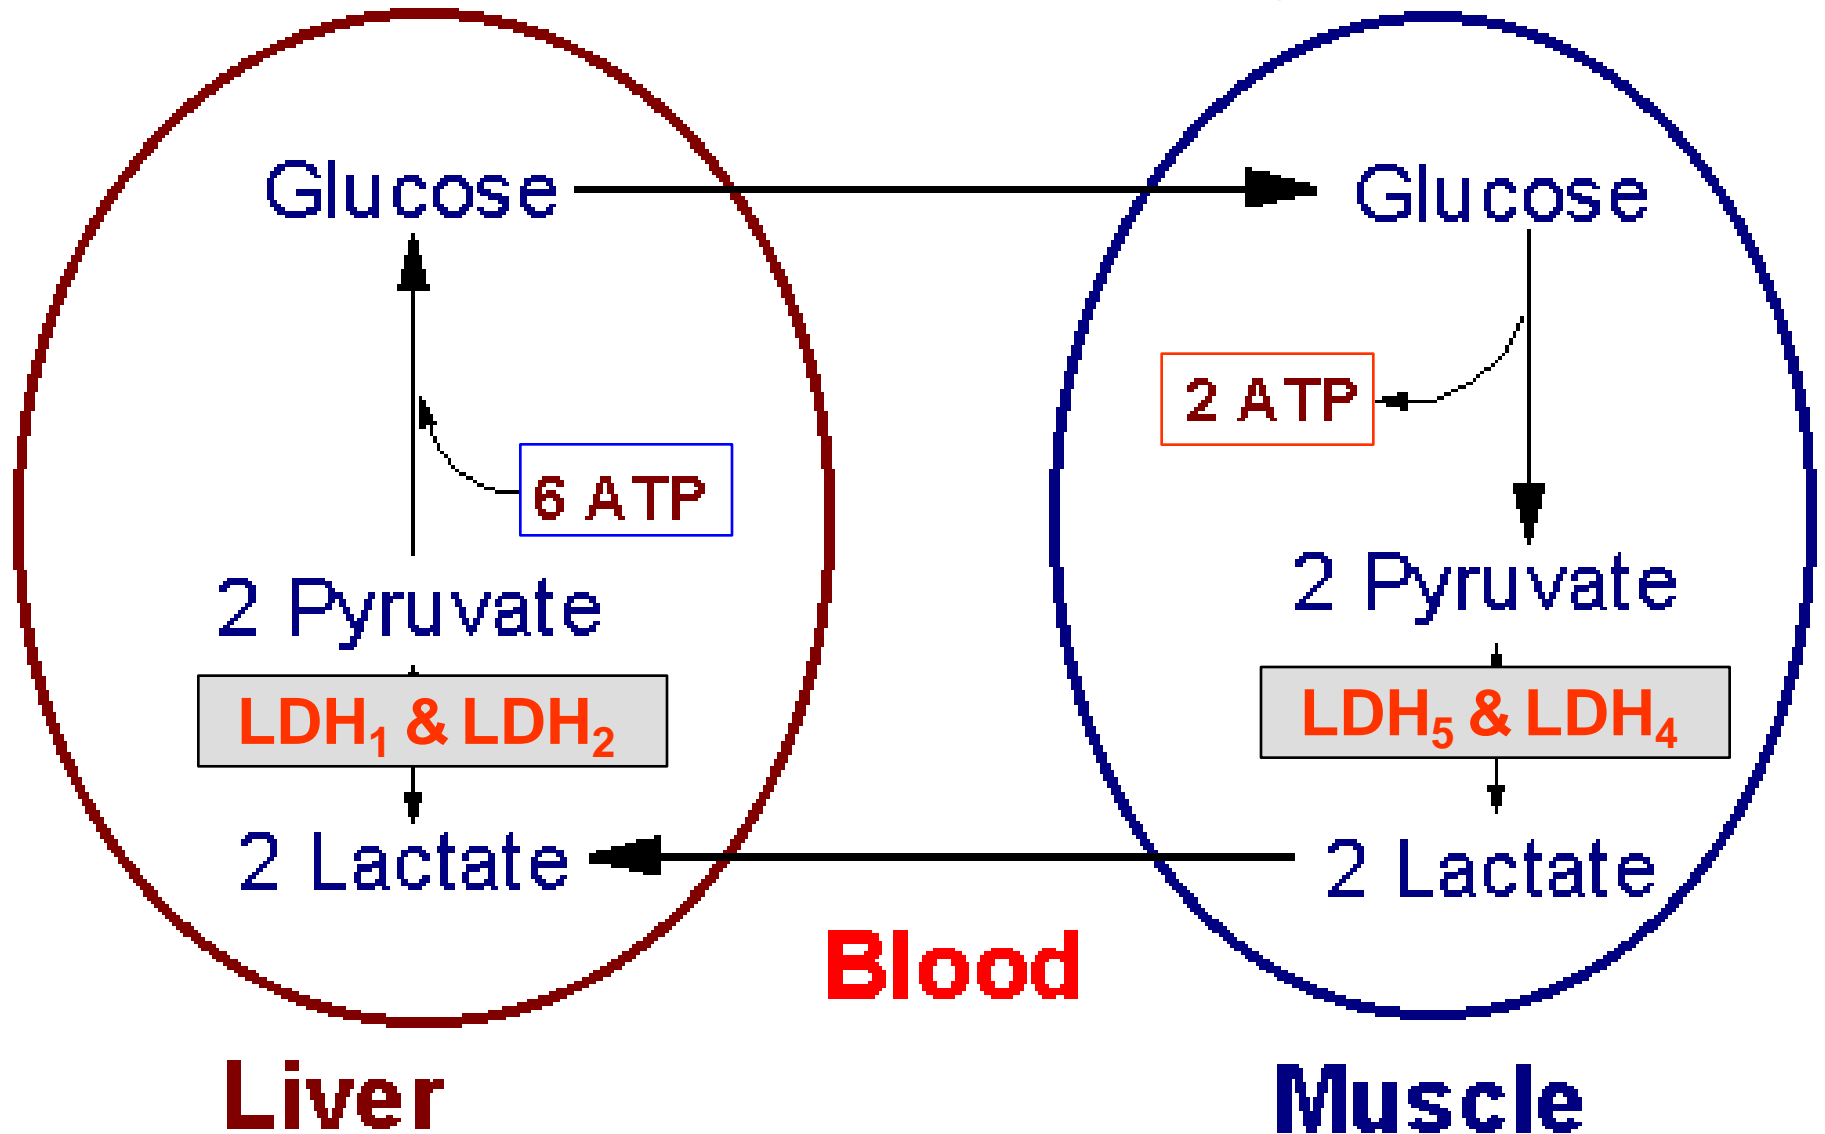 Glucose
Glucose
2 ATP
6 ATP
2 Pyruvate
2 Pyruvate
LDH₁ & LDH₂
LDH₅ & LDH₄
2 Lactate
2 Lactate
Blood
Liver
Muscle